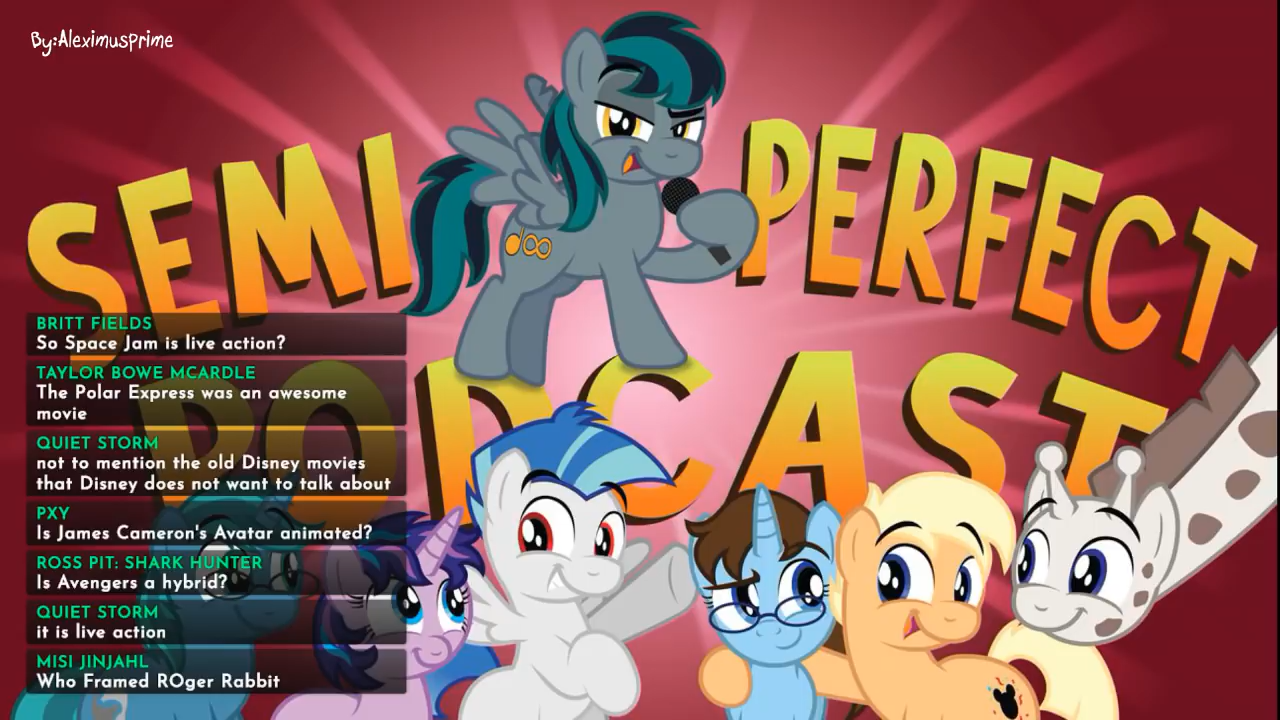 By:Aleximusprime
SEMI PERFECT
PODCAST
BRITT FIELDS
So Space Jam is live action?
TAYLOR BOWE MCARDLE
The Polar Express was an awesome
movie
QUIET STORM
not to mention the old Disney movies
that Disney does not want to talk about
PXY
Is James Cameron's Avatar animated?
ROSS PIT: SHARK HUNTER
Is Avengers a hybrid?
QUIET STORM
it is live action
MISI JINJAHL
Who Framed ROger Rabbit